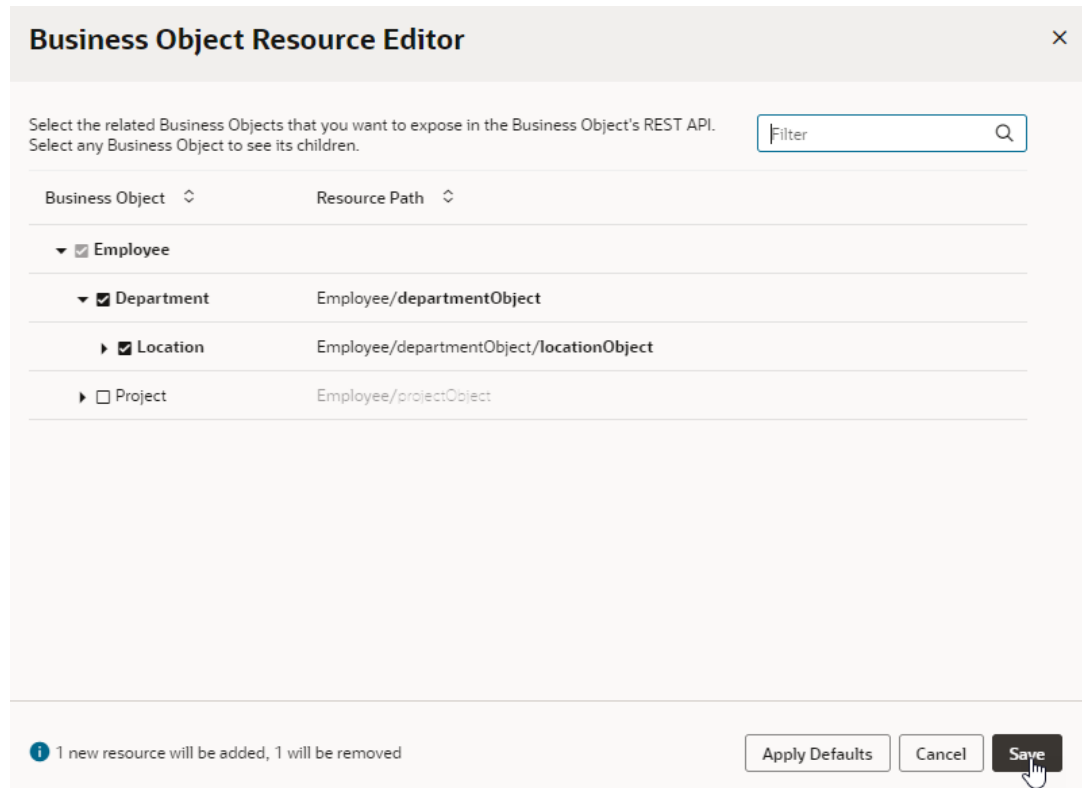 Business Object Resource Editor
Select the related Business Objects that you want to expose in the Business Object's REST API.
Select any Business Object to see its children.
Filter
Business Object Resource Path
Employee
Department Employee/departmentObject
Location Employee/departmentObject/locationObject
Project Employee/projectObject
1 new resource will be added, 1 will be removed
Apply Defaults Cancel Save